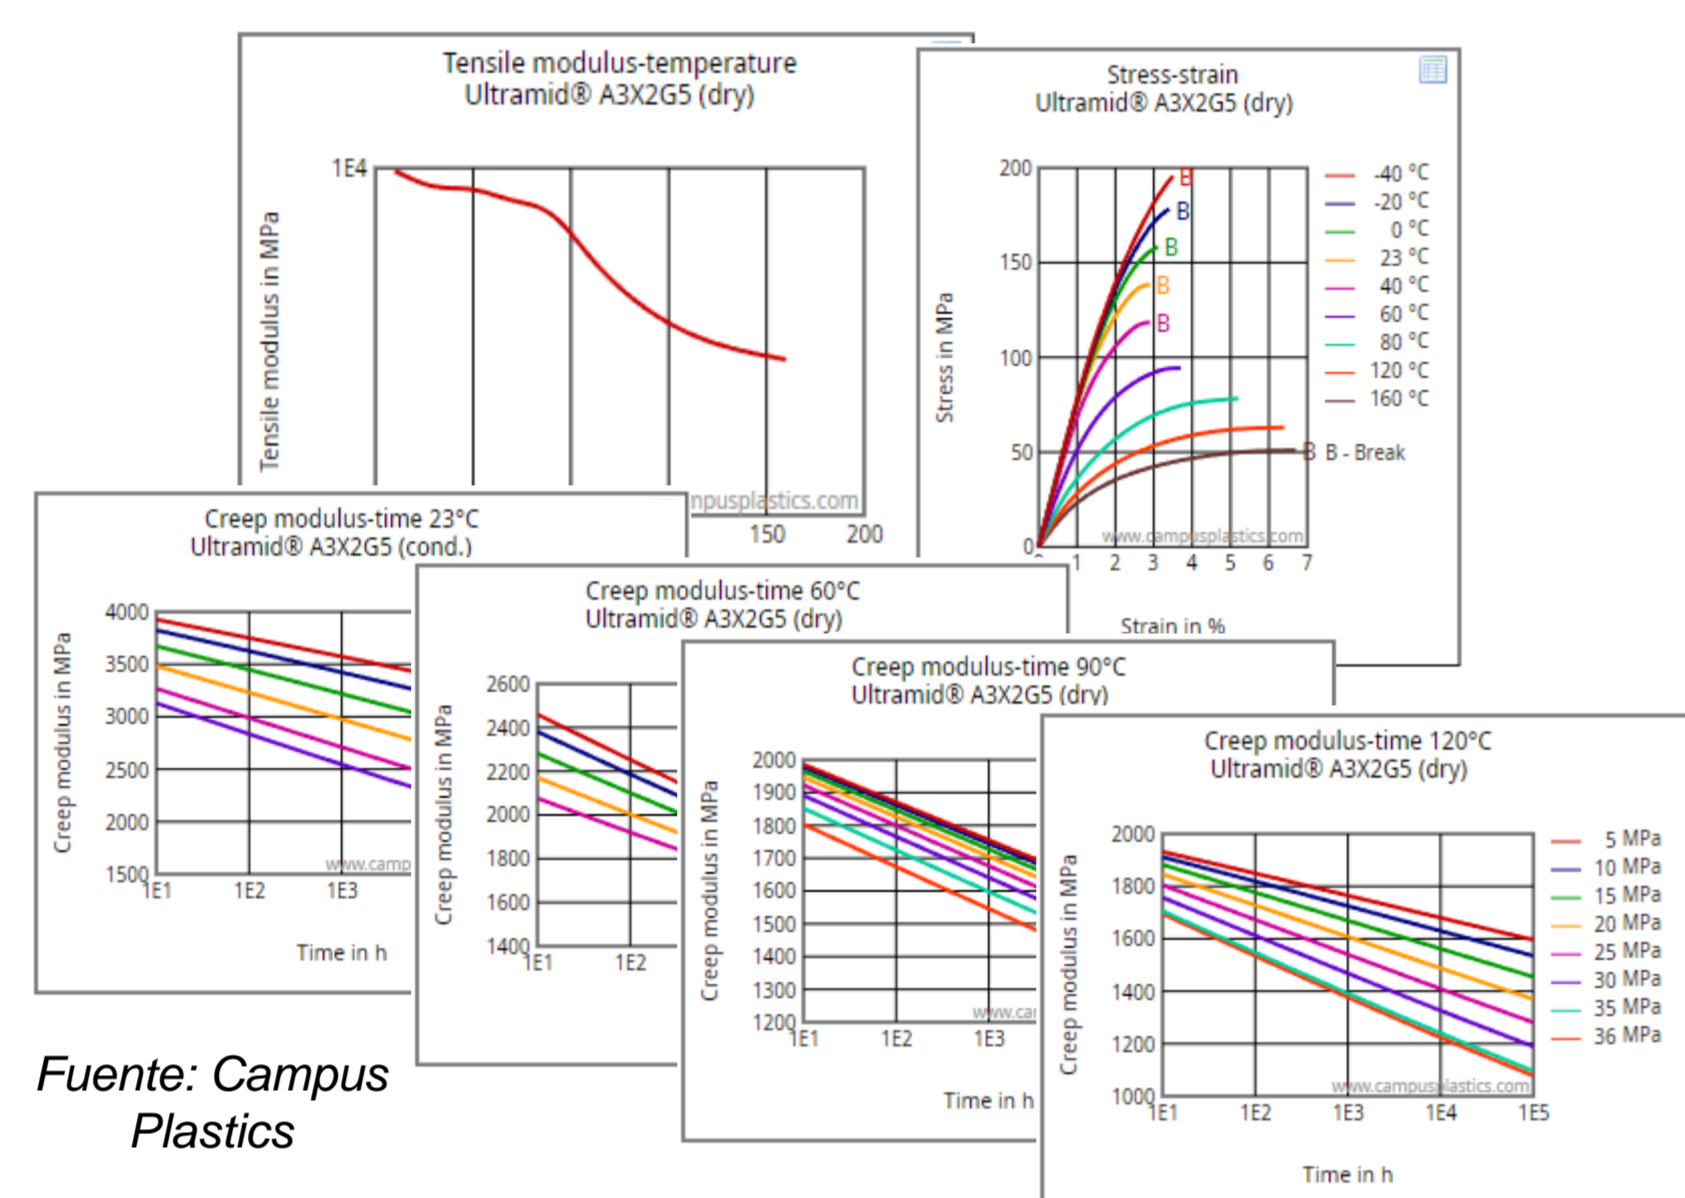 Tensile modulus-temperature
Ultramid® A3X2G5 (dry)
1E4
Tensile modulus in MPa
mpusplastics.com
150
200
Stress-strain
Ultramid® A3X2G5 (dry)
200
150
100
50
0
Stress in MPa
B
B
B
B
B
B
-40 °C
-20 °C
0 °C
23 °C
40 °C
60 °C
80 °C
120 °C
160 °C
B - Break
www.campusplastics.com
1 2 3 4 5 6 7
Strain in %
Creep modulus-time 23°C
Ultramid® A3X2G5 (cond.)
4000
3500
3000
2500
2000
1500
Creep modulus in MPa
www.camp
1E1 1E2 1E3
Time in h
Creep modulus-time 60°C
Ultramid® A3X2G5 (dry)
2600
2400
2200
2000
1800
1600
1400
Creep modulus in MPa
1E1 1E2
Creep modulus-time 90°C
Ultramid® A3X2G5 (dry)
2000
1900
1800
1700
1600
1500
1400
1300
1200
Creep modulus in MPa
www.ca
1E1 1E2 1E3
Time in h
Creep modulus-time 120°C
Ultramid® A3X2G5 (dry)
2000
1800
1600
1400
1200
1000
Creep modulus in MPa
www.campusplastics.com
1E1 1E2 1E3 1E4 1E5
Time in h
5 MPa
10 MPa
15 MPa
20 MPa
25 MPa
30 MPa
35 MPa
36 MPa
Fuente: Campus
Plastics